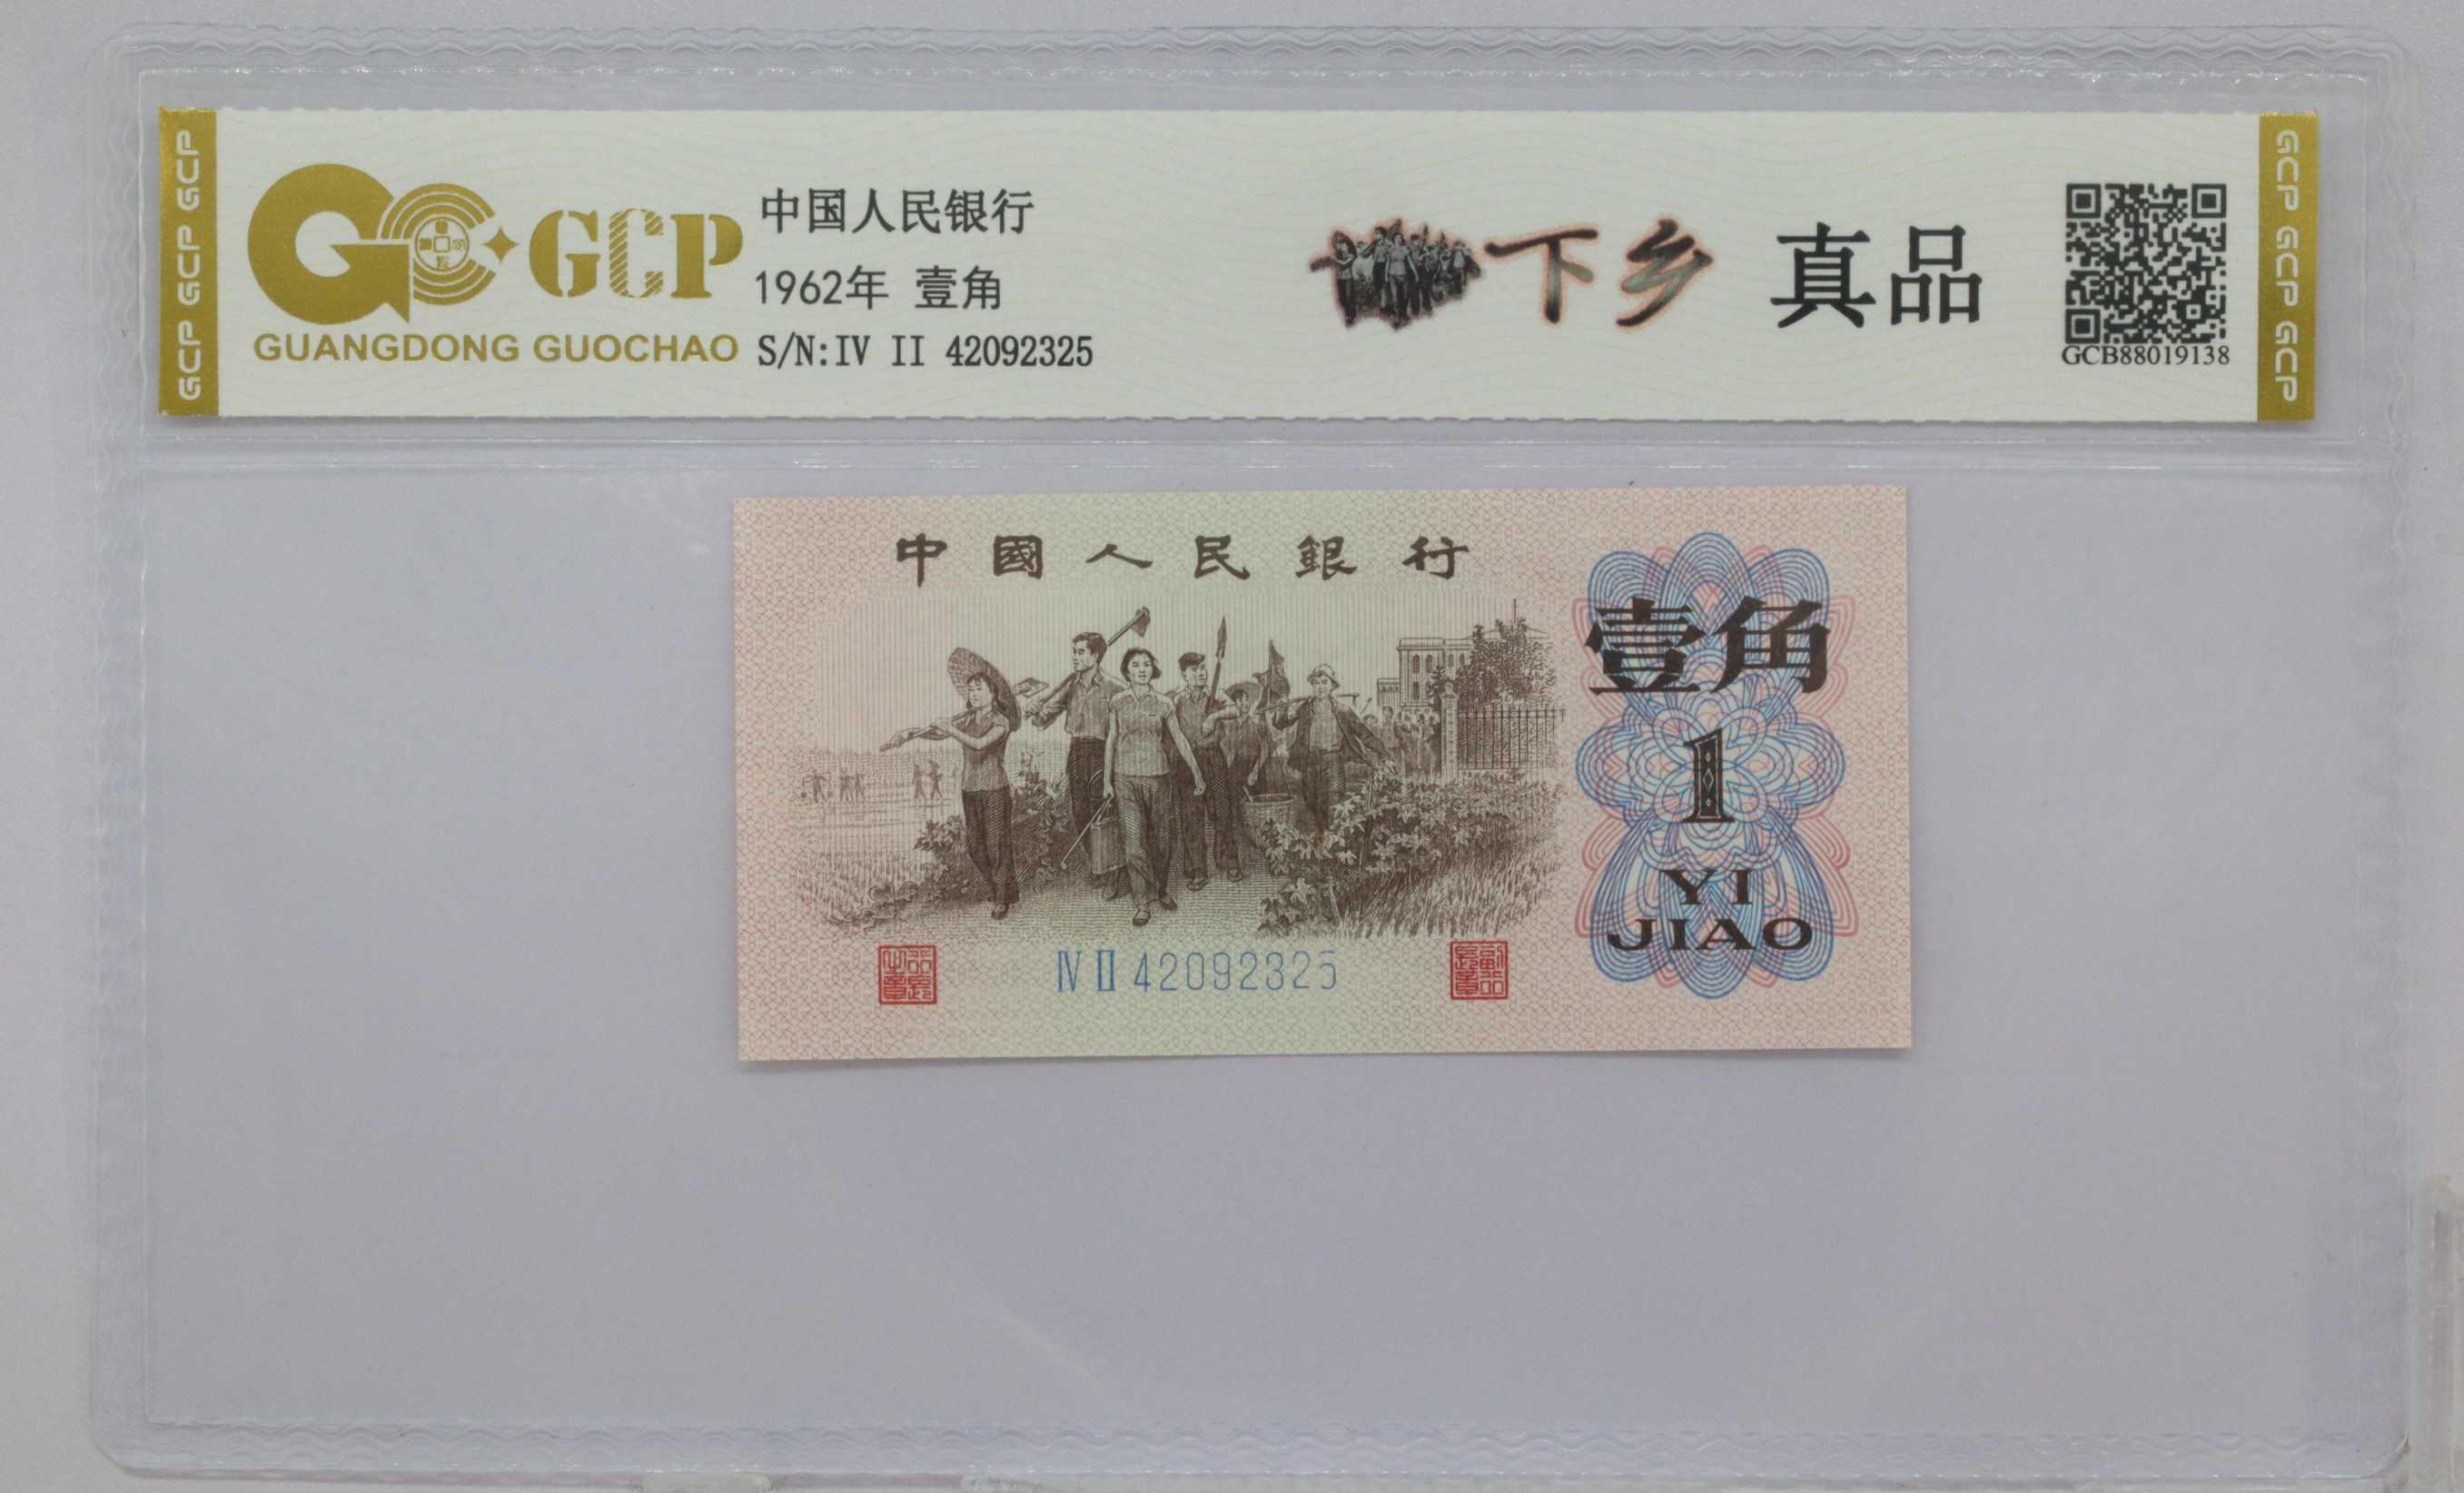 GCP GCP GCP
GCP
GUANGDONG GUOCHAO
中国人民银行
1962年 壹角
S/N:IV II 42092325
下乡 真品
GCB88019138
GCP GCP GCP
中國人民銀行
壹角
1
YI
JIAO
ⅣⅡ 42092325